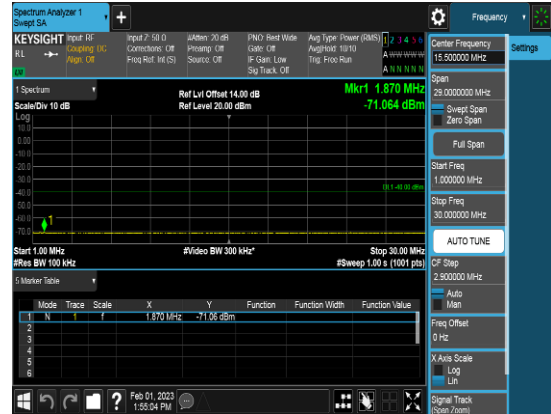 Spectrum Analyzer 1
Swept SA
+
Frequency
KEYSIGHT
RL
Input: RF
Coupling: DC
Align: Off
Input Z: 50 Ω
Corrections: Off
Freq Ref: Int (S)
#Atten: 20 dB
Preamp: Off
Source: Off
PNO: Best Wide
Gate: Off
IF Gain: Low
Sig Track: Off
Avg Type: Power (RMS)
Avg|Hold: 10/10
Trig: Free Run
1 2 3 4 5 6
A W W W W W
A N N N N N
1 Spectrum
Scale/Div 10 dB
Ref Lvl Offset 14.00 dB
Ref Level 20.00 dBm
Mkr1 1.870 MHz
-71.064 dBm
Log
10.0
0.00
-10.0
-20.0
-30.0
-40.0
-50.0
-60.0
-70.0
DL1 -40.00 dBm
1
Start 1.00 MHz
#Video BW 300 kHz*
Stop 30.00 MHz
#Res BW 100 kHz
#Sweep 1.00 s (1001 pts)
5 Marker Table
Mode Trace Scale X Y Function Function Width Function Value
1 N 1 f 1.870 MHz -71.06 dBm
2
3
4
5
6
?
Feb 01, 2023
1:55:04 PM
Center Frequency
15.500000 MHz
Settings
Span
29.0000000 MHz
Swept Span
Zero Span
Full Span
Start Freq
1.000000 MHz
Stop Freq
30.000000 MHz
AUTO TUNE
CF Step
2.900000 MHz
Auto
Man
Freq Offset
0 Hz
X Axis Scale
Log
Lin
Signal Track
(Span Zoom)